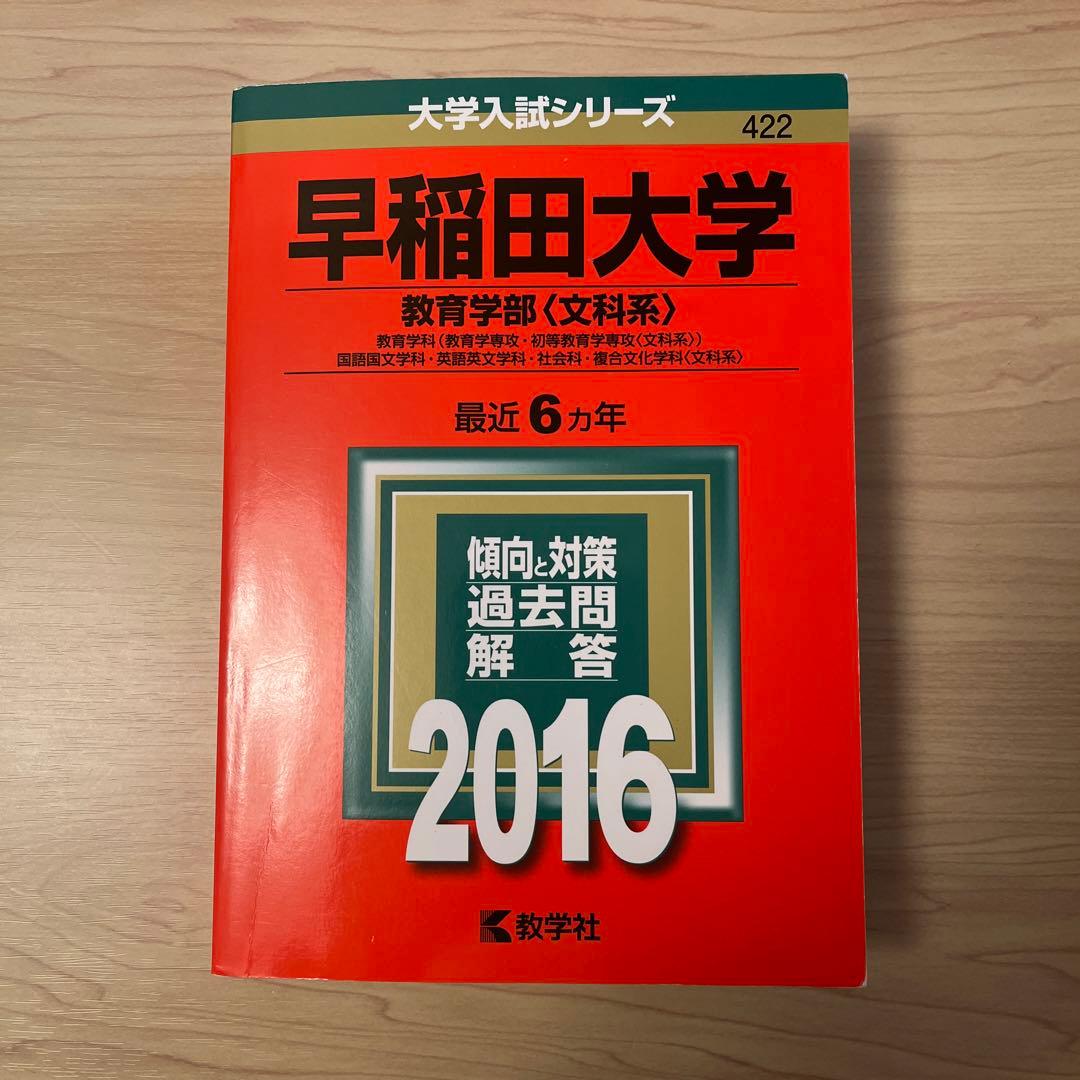 大学入試シリーズ
422
早稲田大学
教育学部〈文科系〉
教育学科(教育学専攻・初等教育学専攻〈文科系〉)
国語国文学科・英語英文学科・社会科・複合文化学科〈文科系〉
最近6カ年
傾向と対策
過去問
解答
2016
教学社